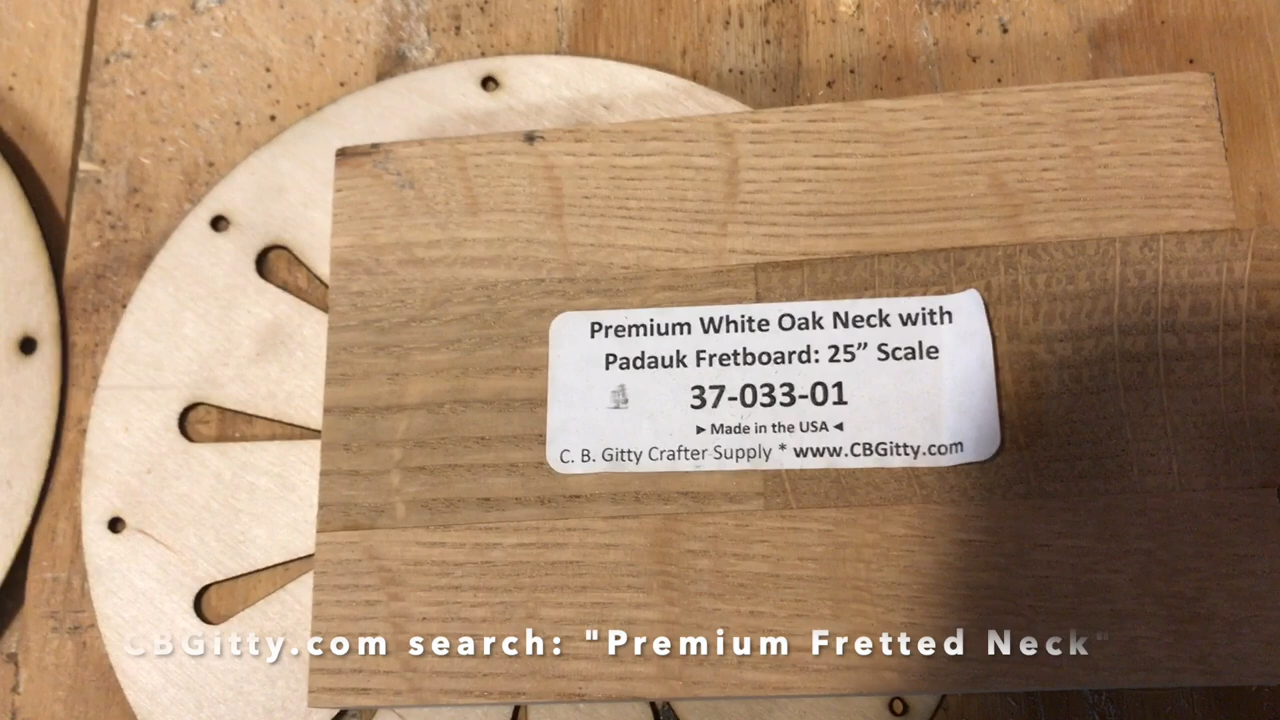 Premium White Oak Neck with
Padauk Fretboard: 25” Scale
37-033-01
►Made in the USA◄
C. B. Gitty Crafter Supply * www.CBGitty.com
CBGitty.com search: "Premium Fretted Neck"